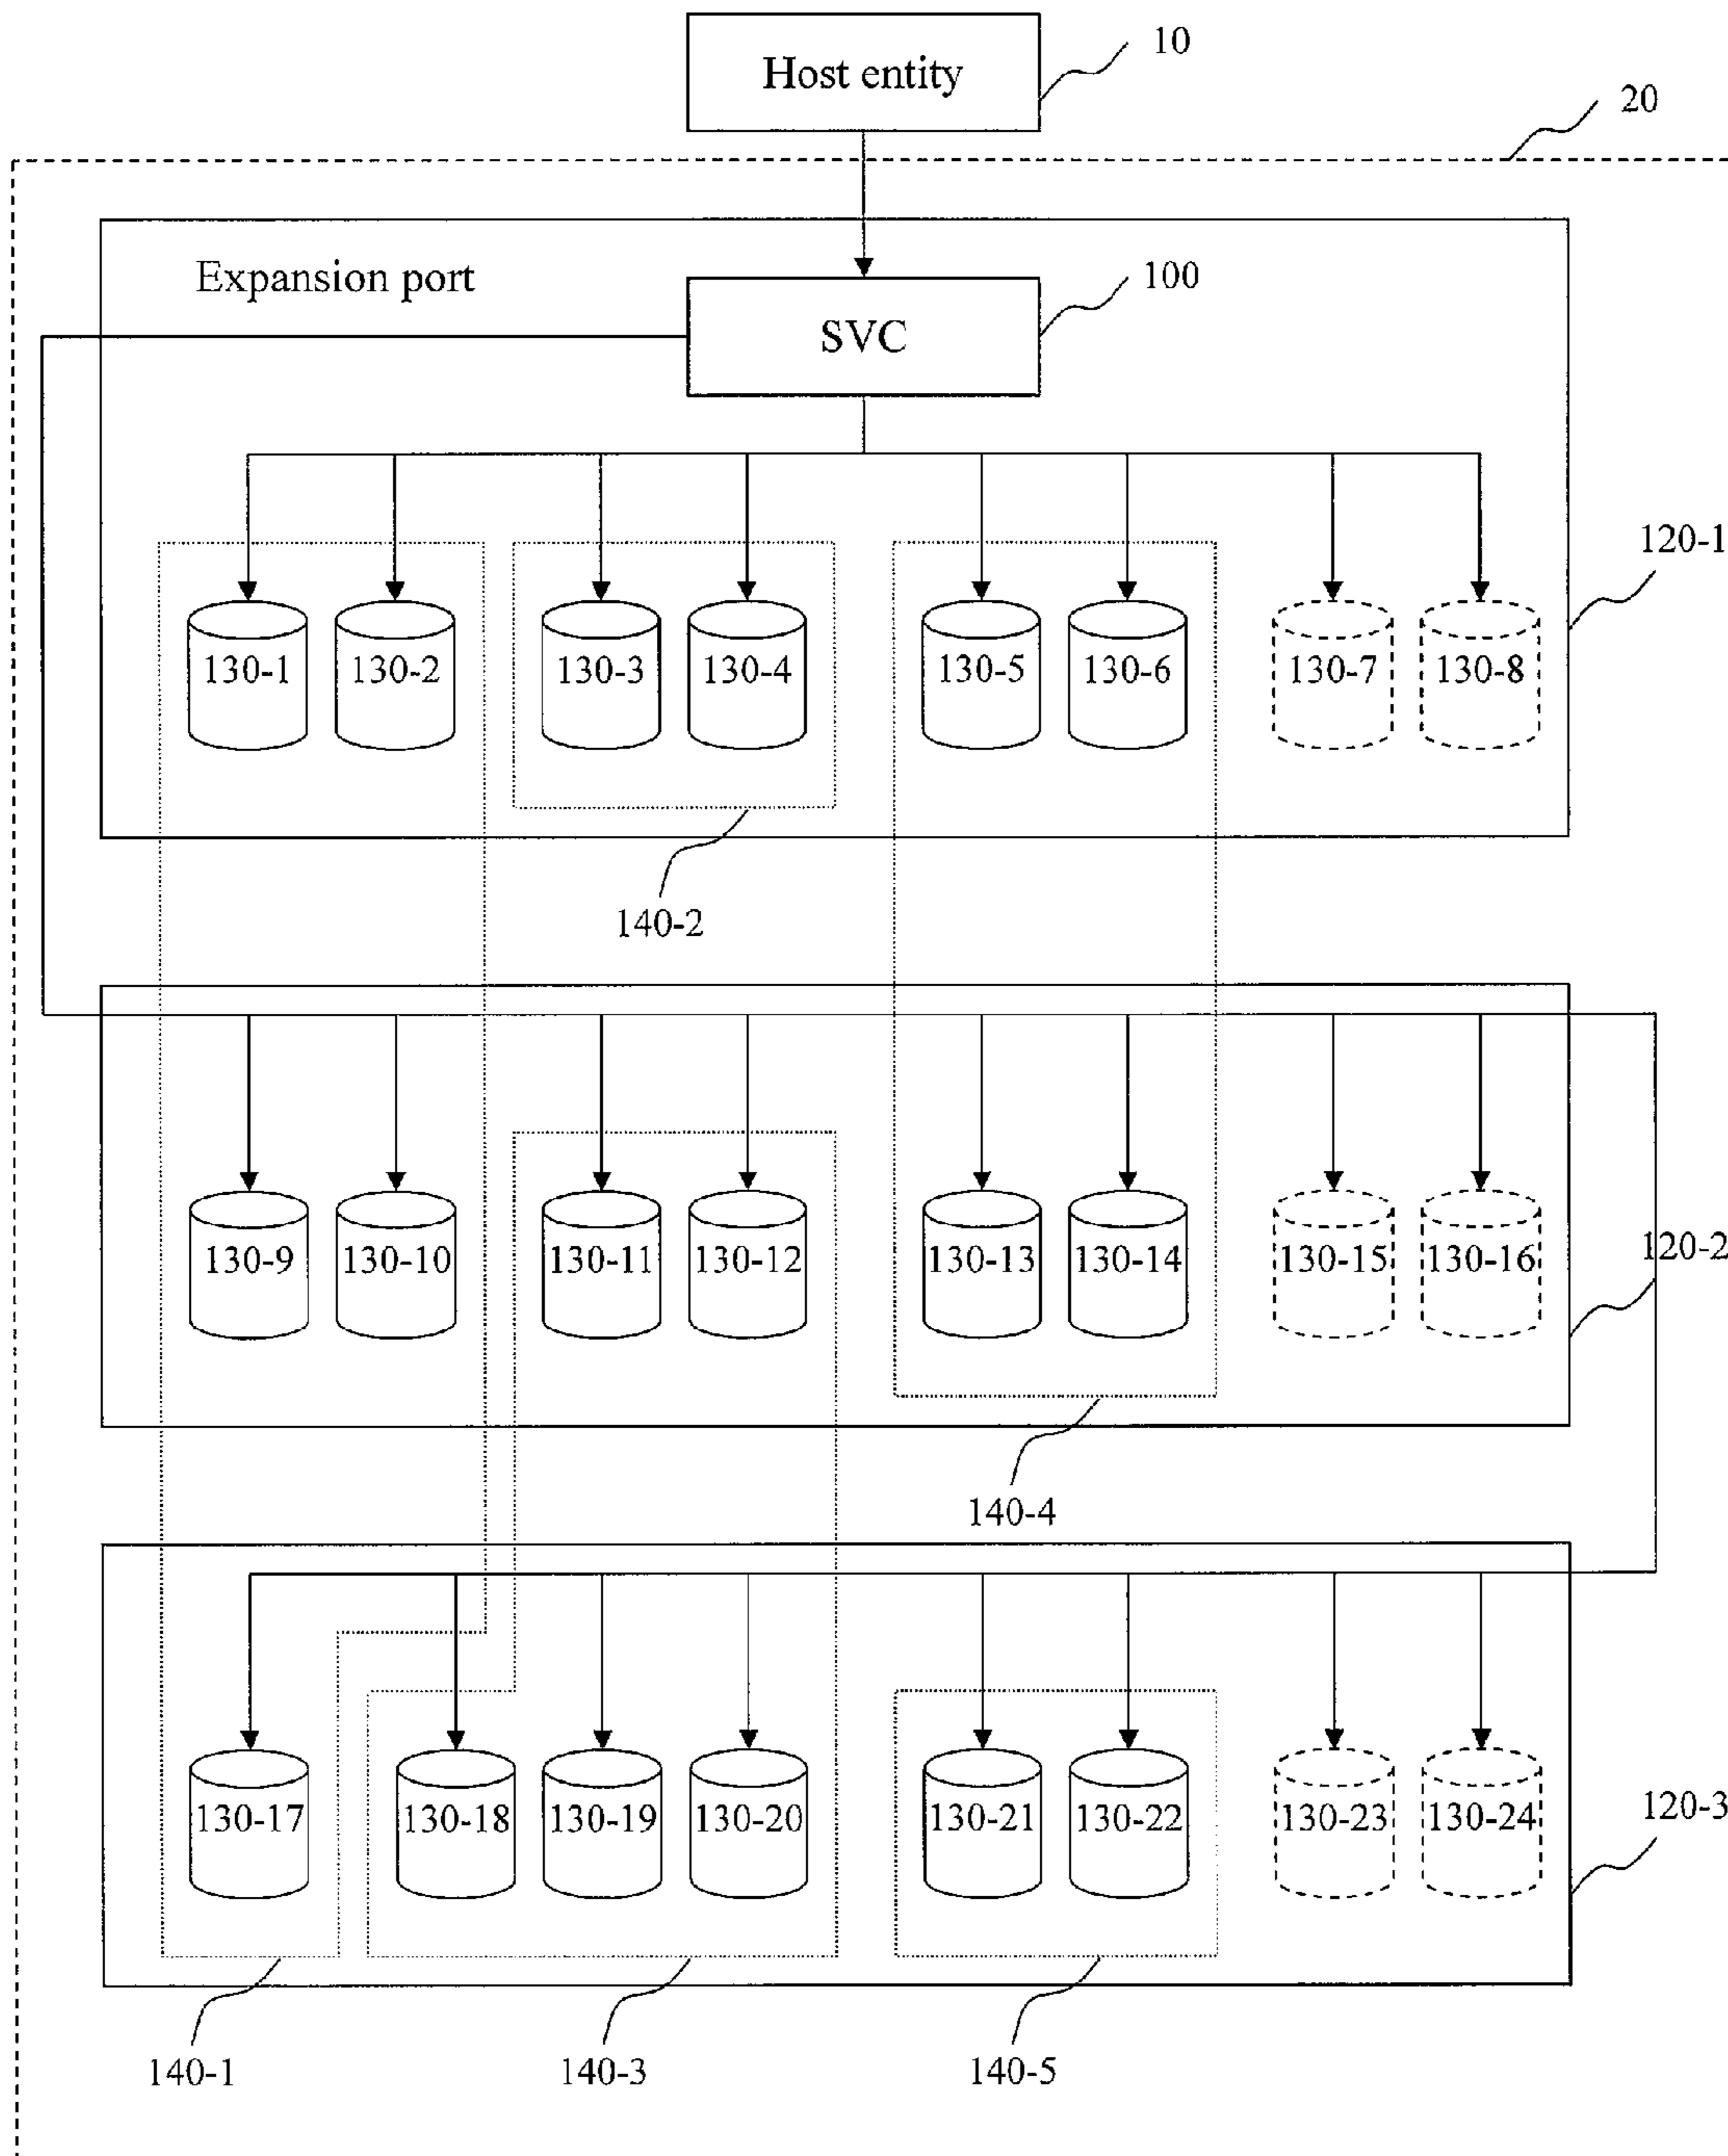 Host entity
10
20
Expansion port
100
SVC
120-1
130-1 130-2 130-3 130-4 130-5 130-6 130-7 130-8
140-2
120-2
130-9 130-10 130-11 130-12 130-13 130-14 130-15 130-16
140-4
120-3
130-17 130-18 130-19 130-20 130-21 130-22 130-23 130-24
140-1 140-3 140-5